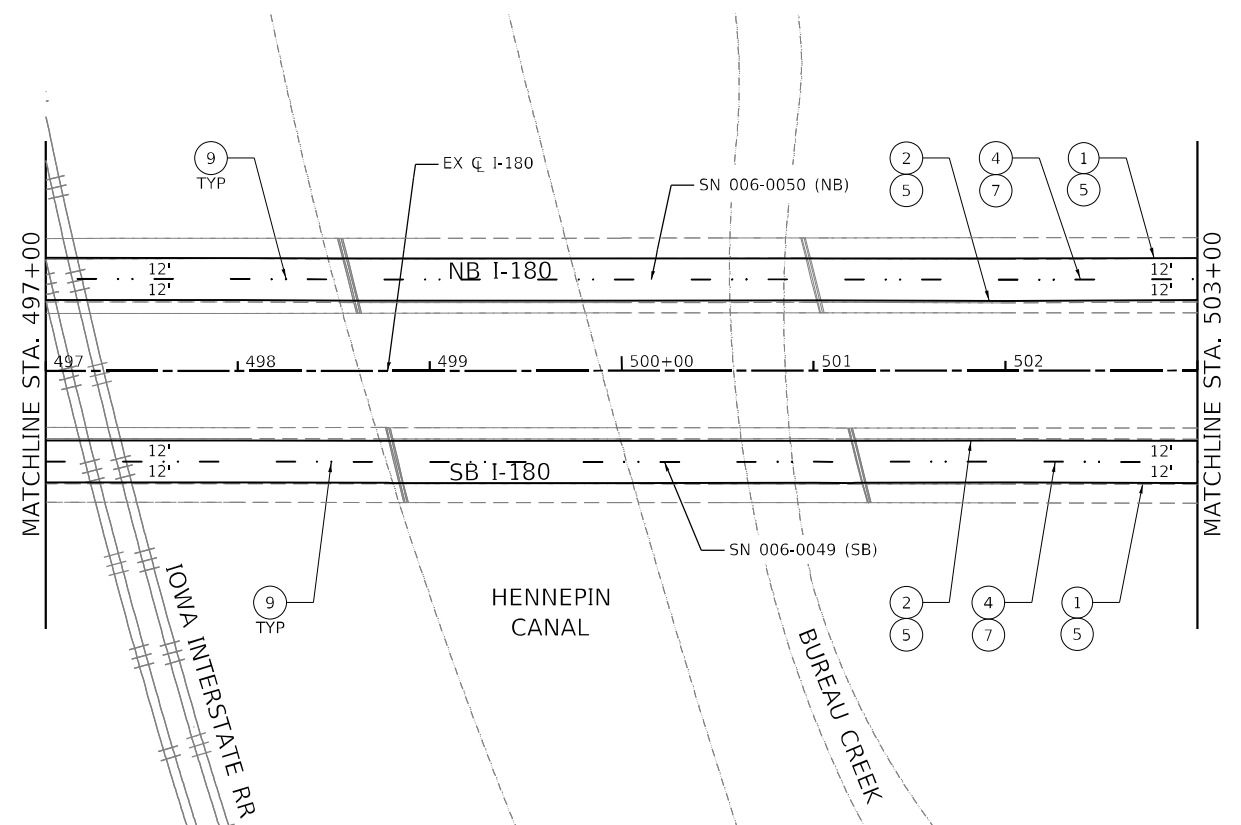 9
TYP
EX ℄ I-180
SN 006-0050 (NB)
2
5
4
7
1
5
MATCHLINE STA. 497+00
MATCHLINE STA. 503+00
12'
12'
NB I-180
12'
12'
497
498
499
500+00
501
502
12'
12'
SB I-180
12'
12'
SN 006-0049 (SB)
9
TYP
IOWA INTERSTATE RR
HENNEPIN
CANAL
BUREAU CREEK
2
5
4
7
1
5